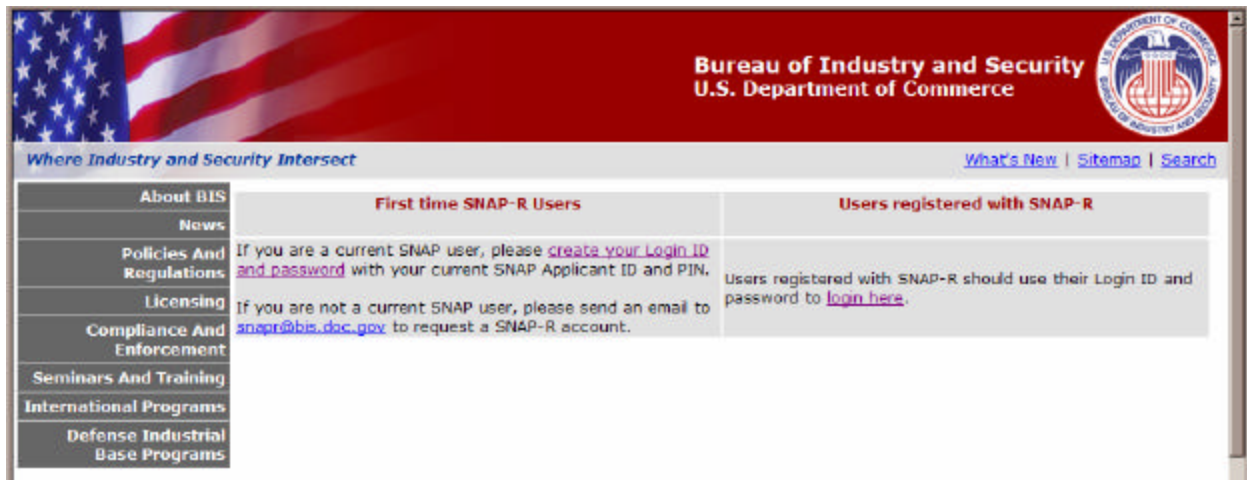 Bureau of Industry and Security
U.S. Department of Commerce
Where Industry and Security Intersect
What's New | Sitemap | Search
About BIS
News
Policies And
Regulations
Licensing
Compliance And
Enforcement
Seminars And Training
International Programs
Defense Industrial
Base Programs
First time SNAP-R Users
If you are a current SNAP user, please create your Login ID
and password with your current SNAP Applicant ID and PIN.
If you are not a current SNAP user, please send an email to
snapr@bis.doc.gov to request a SNAP-R account.
Users registered with SNAP-R
Users registered with SNAP-R should use their Login ID and
password to login here.